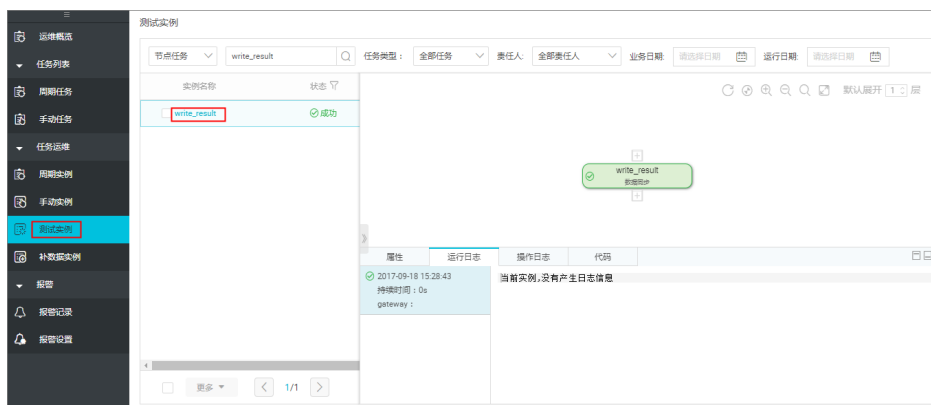 运维概览
任务列表
周期任务
手动任务
任务运维
周期实例
手动实例
测试实例
补数据实例
报警
报警记录
报警设置
测试实例
节点任务 write_result 任务类型： 全部任务 责任人: 全部责任人 业务日期: 请选择日期 运行日期: 请选择日期
实例名称 状态
write_result 成功
默认展开 1 层
write_result
数据同步
属性 运行日志 操作日志 代码
2017-09-18 15:28:43
持续时间：0s
gateway：
当前实例,没有产生日志信息
更多 1/1